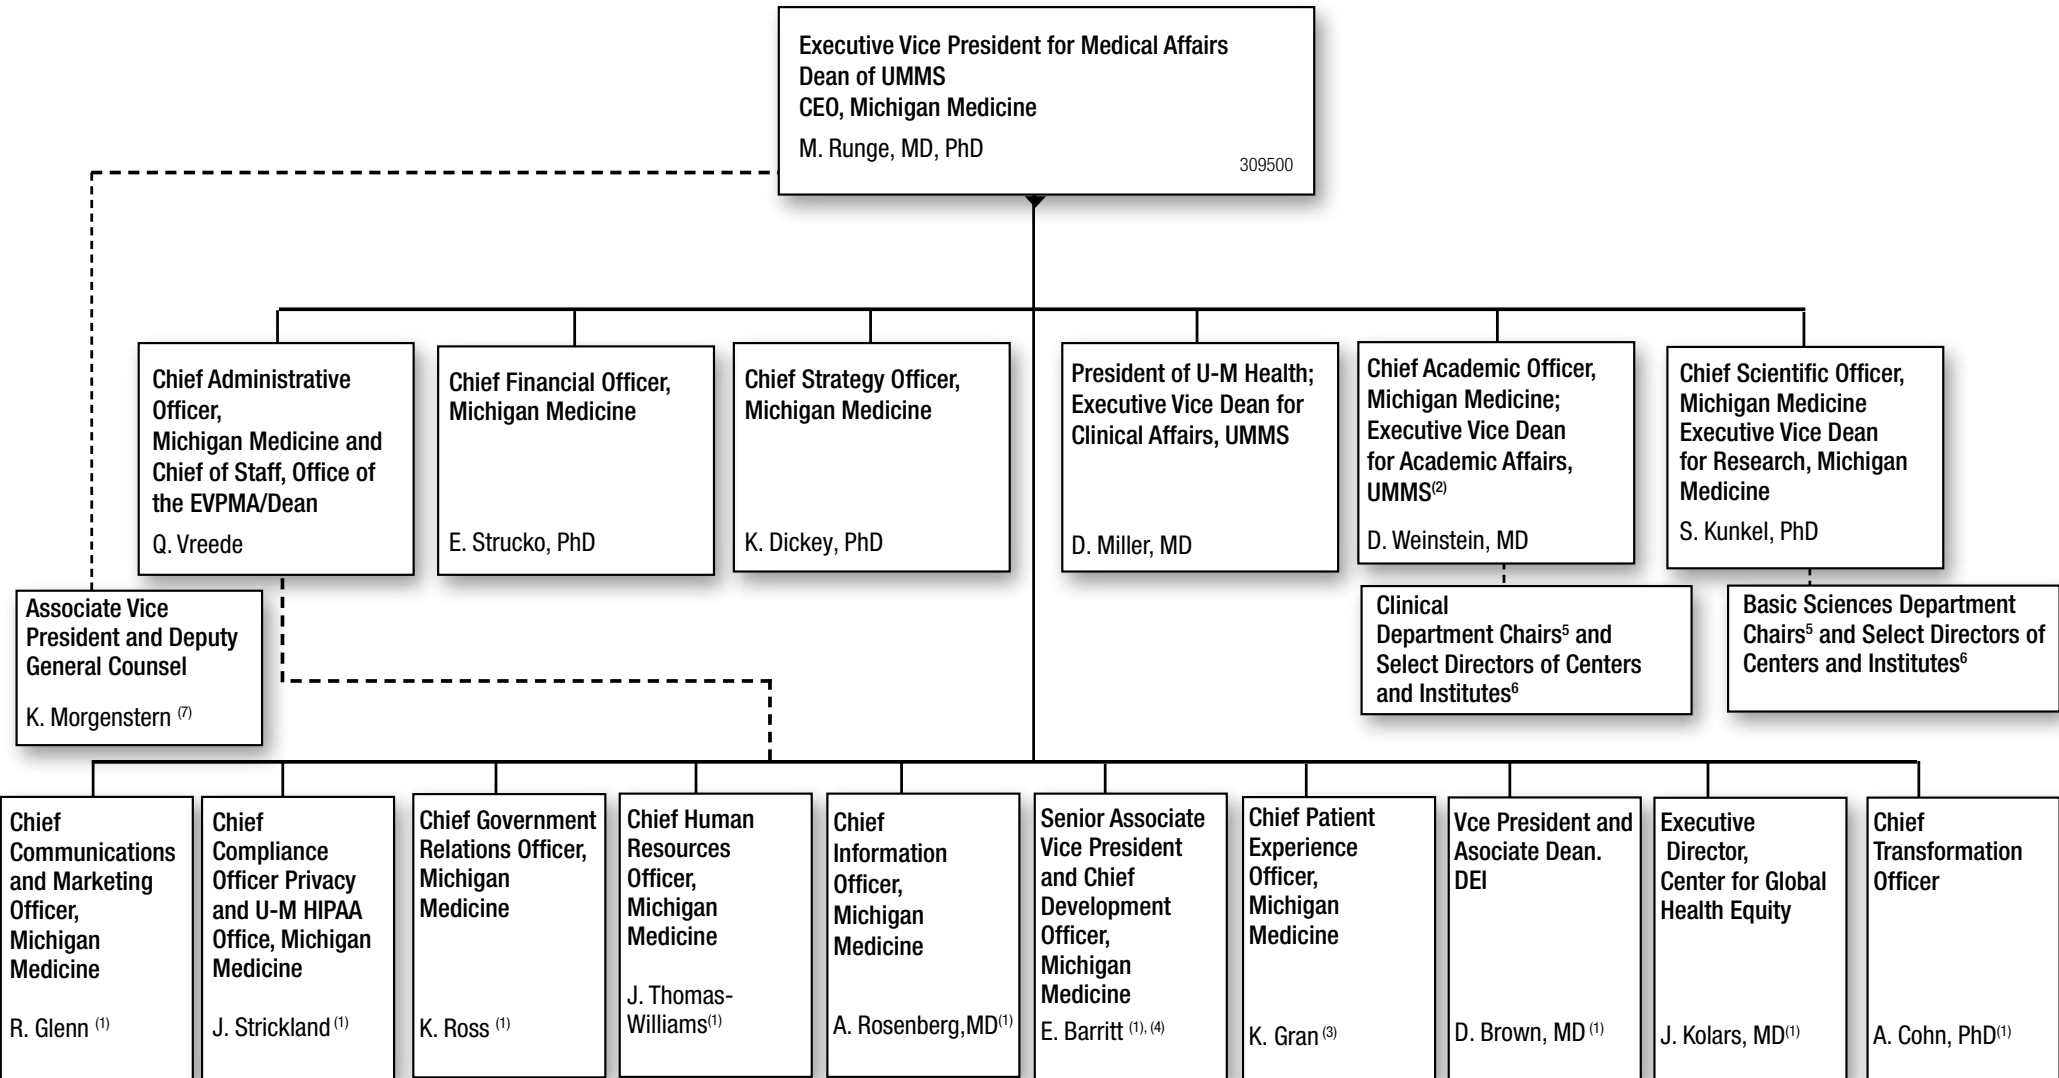 Executive Vice President for Medical Affairs
Dean of UMMS
CEO, Michigan Medicine
M. Runge, MD, PhD
309500
Chief Administrative
Officer,
Michigan Medicine and
Chief of Staff, Office of
the EVPMA/Dean
Q. Vreede
Chief Financial Officer,
Michigan Medicine
E. Strucko, PhD
Chief Strategy Officer,
Michigan Medicine
K. Dickey, PhD
President of U-M Health;
Executive Vice Dean for
Clinical Affairs, UMMS
D. Miller, MD
Chief Academic Officer,
Michigan Medicine;
Executive Vice Dean
for Academic Affairs,
UMMS(2)
D. Weinstein, MD
Chief Scientific Officer,
Michigan Medicine
Executive Vice Dean
for Research, Michigan
Medicine
S. Kunkel, PhD
Associate Vice
President and Deputy
General Counsel
K. Morgenstern (7)
Clinical
Department Chairs5 and
Select Directors of Centers
and Institutes6
Basic Sciences Department
Chairs5 and Select Directors of
Centers and Institutes6
Chief
Communications
and Marketing
Officer,
Michigan
Medicine
R. Glenn (1)
Chief
Compliance
Officer Privacy
and U-M HIPAA
Office, Michigan
Medicine
J. Strickland (1)
Chief Government
Relations Officer,
Michigan
Medicine
K. Ross (1)
Chief Human
Resources
Officer,
Michigan
Medicine
J. Thomas-
Williams(1)
Chief
Information
Officer,
Michigan
Medicine
A. Rosenberg,MD(1)
Senior Associate
Vice President
and Chief
Development
Officer,
Michigan
Medicine
E. Barritt (1), (4)
Chief Patient
Experience
Officer,
Michigan
Medicine
K. Gran (3)
Vce President and
Asociate Dean.
DEI
D. Brown, MD (1)
Executive
Director,
Center for Global
Health Equity
J. Kolars, MD(1)
Chief
Transformation
Officer
A. Cohn, PhD(1)